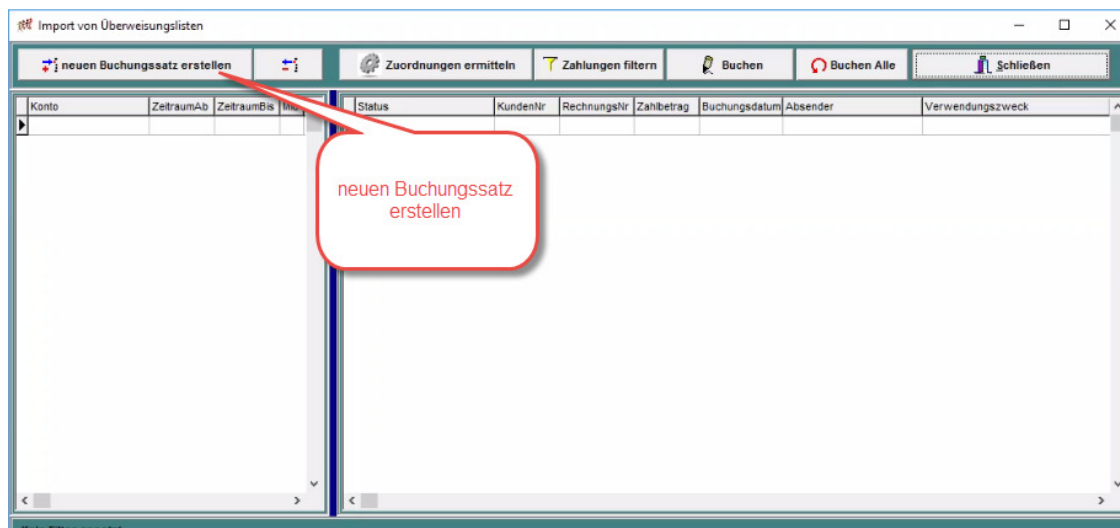 Import von Überweisungslisten
neuen Buchungssatz erstellen Zuordnungen ermitteln Zahlungen filtern Buchen Buchen Alle Schließen
Konto ZeitraumAb ZeitraumBis Status KundenNr RechnungsNr Zahlbetrag Buchungsdatum Absender Verwendungszweck
neuen Buchungssatz
erstellen